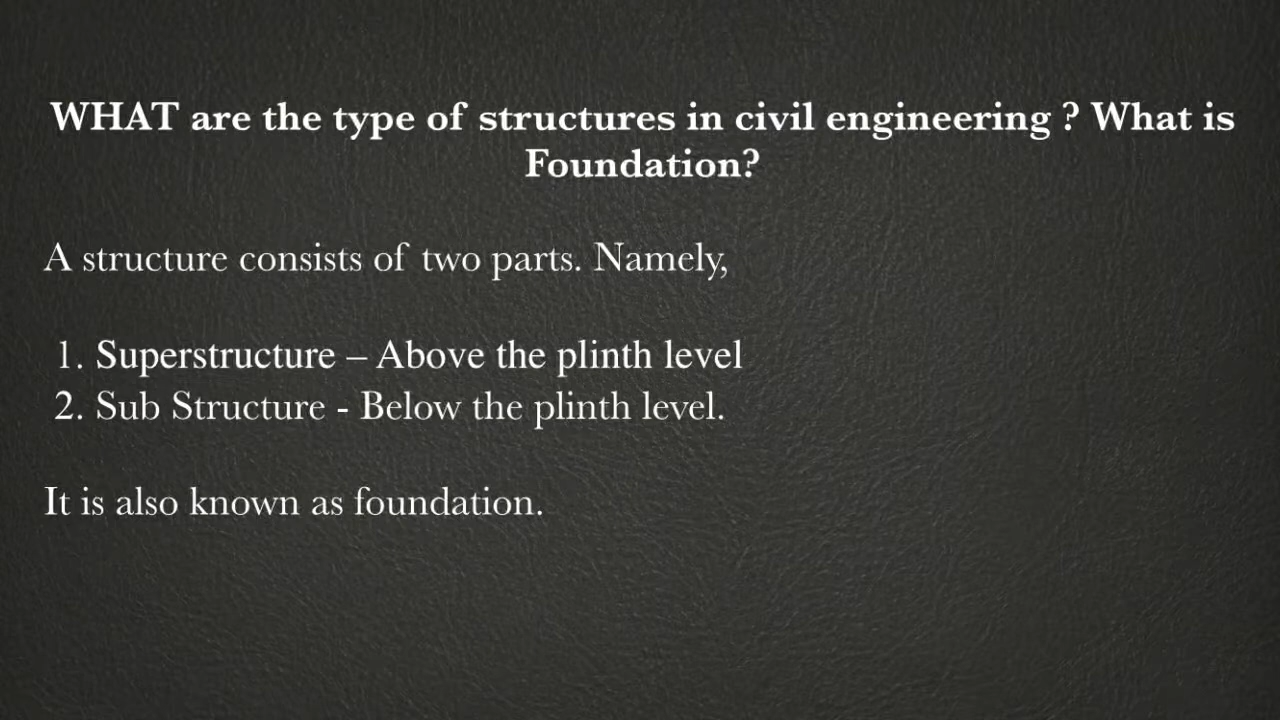 WHAT are the type of structures in civil engineering ? What is
Foundation?
A structure consists of two parts. Namely,
1. Superstructure – Above the plinth level
2. Sub Structure - Below the plinth level.
It is also known as foundation.